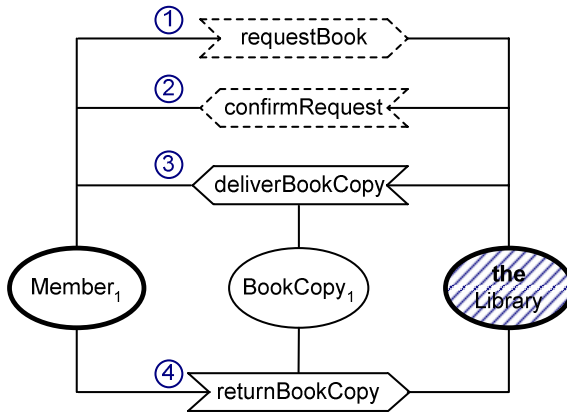 ① requestBook
② confirmRequest
③ deliverBookCopy
Member₁
BookCopy₁
the
Library
④ returnBookCopy